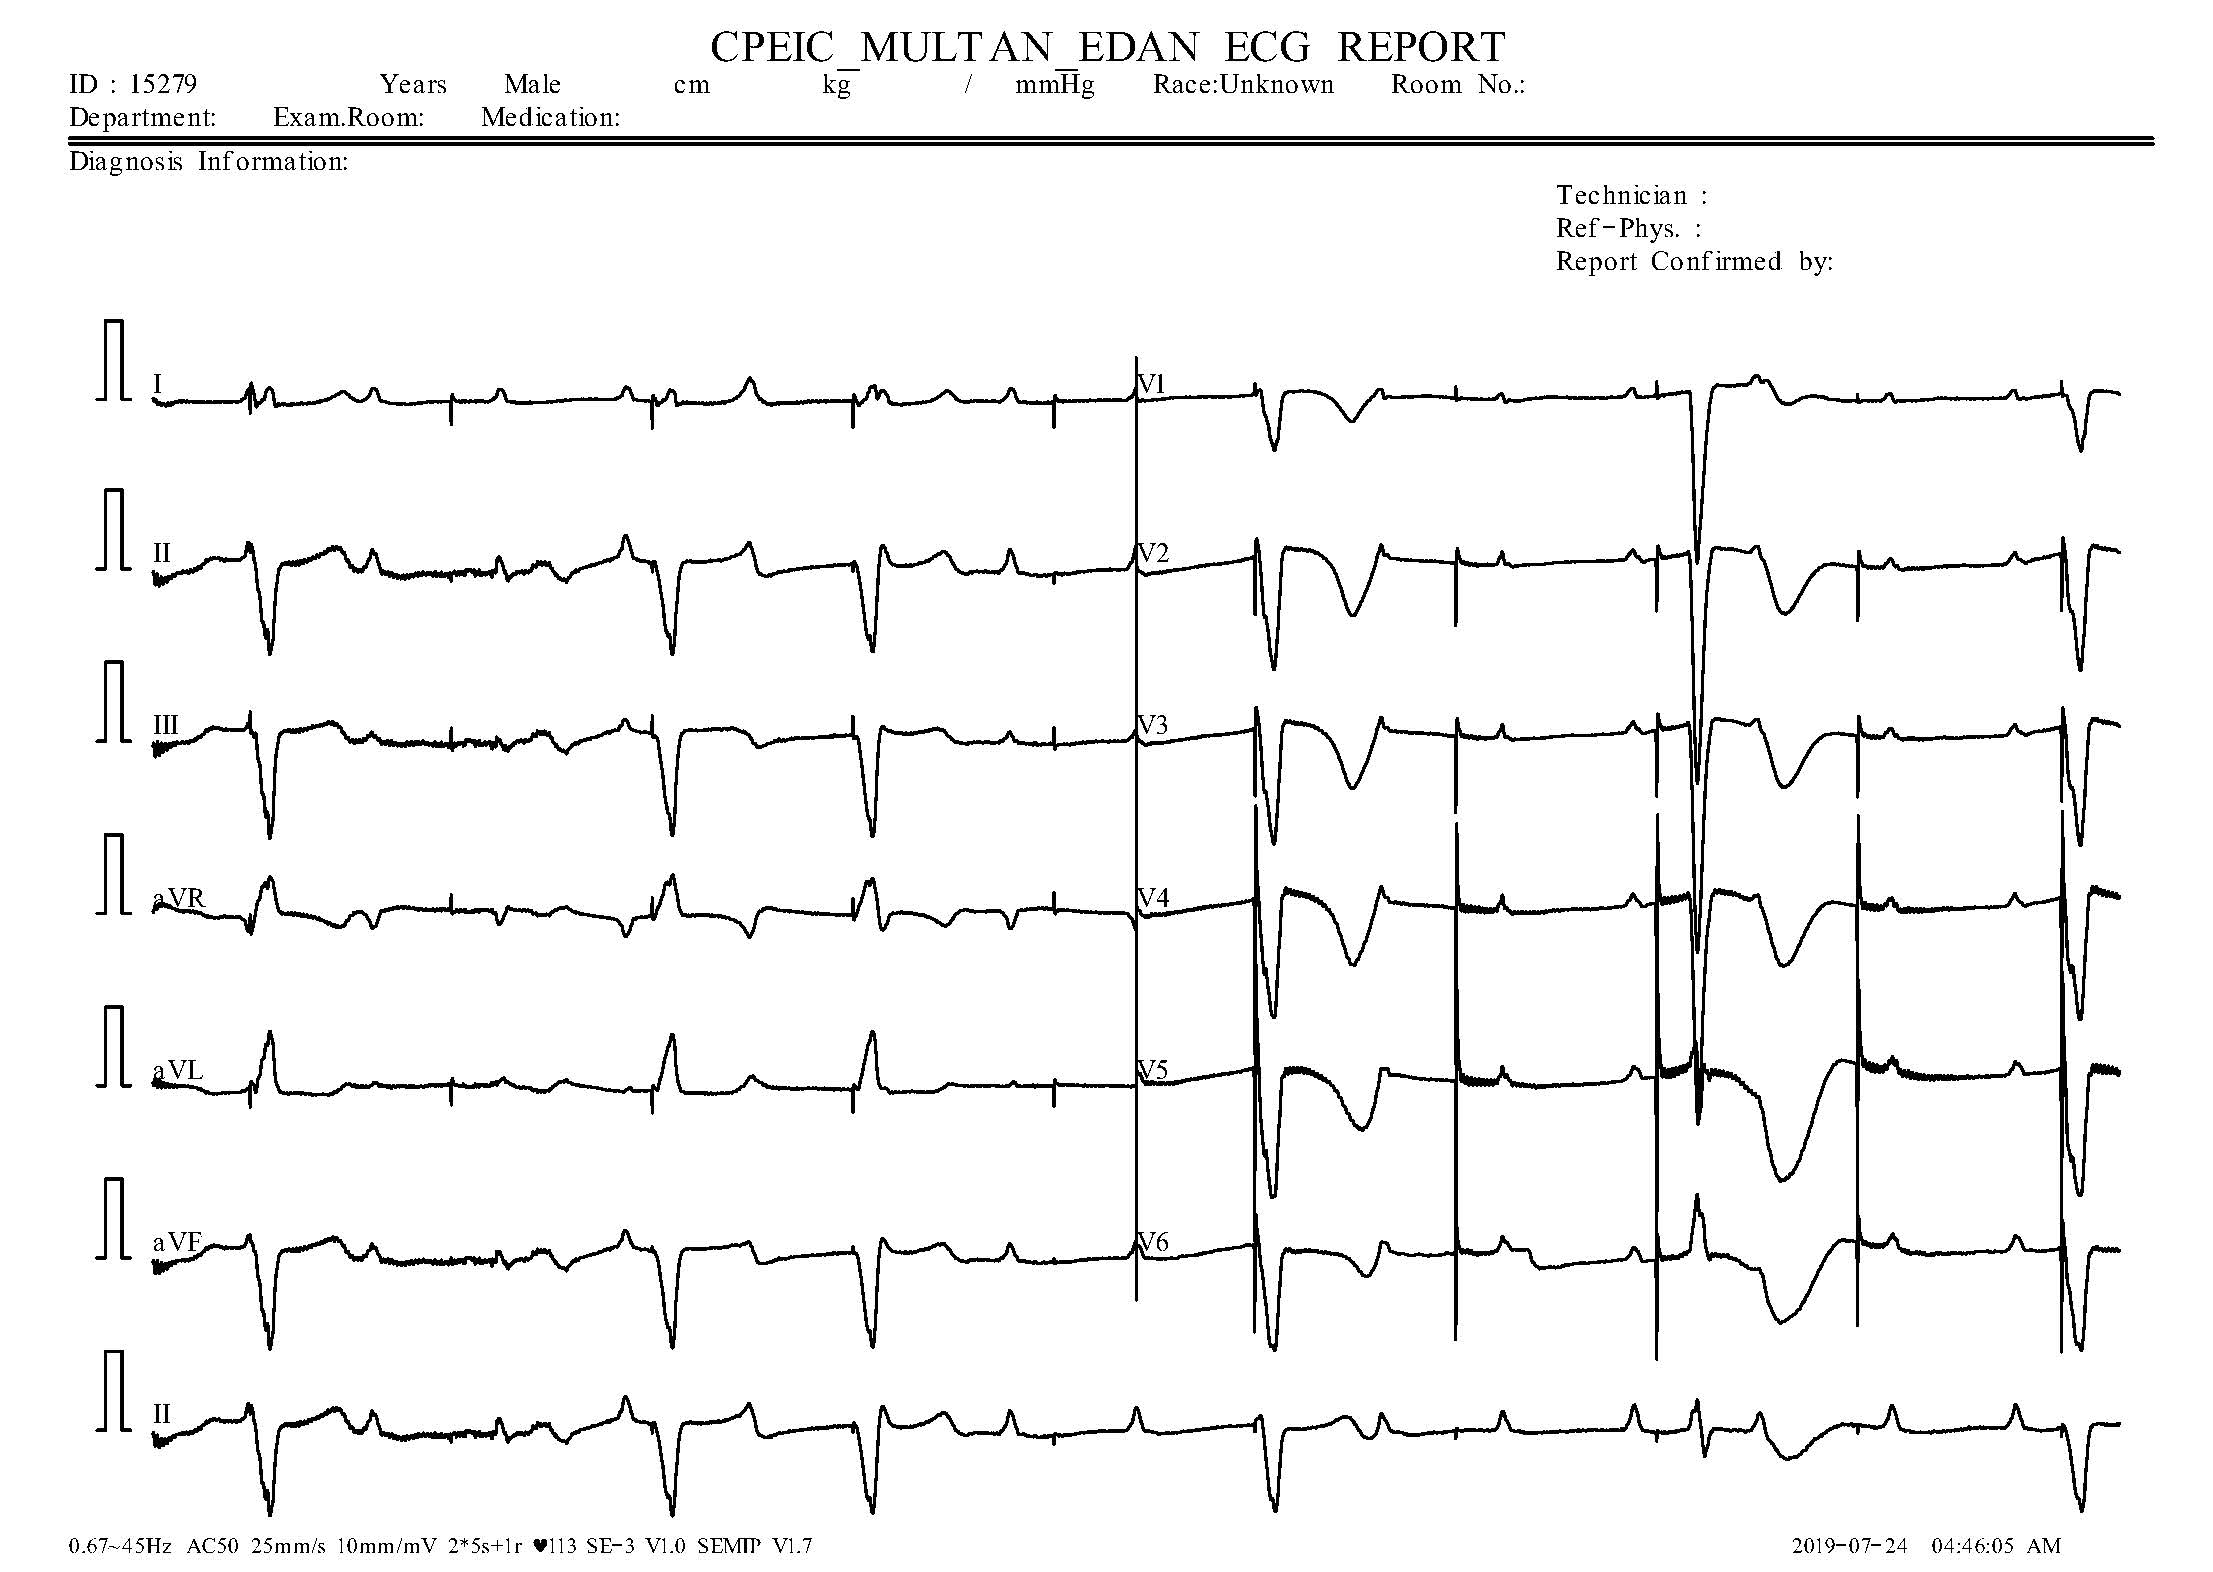 CPEIC_MULTAN_EDAN ECG REPORT
ID : 15279 Years Male cm kg / mmHg Race:Unknown Room No.:
Department: Exam.Room: Medication:
Diagnosis Information:
Technician :
Ref-Phys. :
Report Confirmed by:
I V1
II V2
III V3
aVR V4
aVL V5
aVF V6
II
0.67~45Hz AC50 25mm/s 10mm/mV 2*5s+1r ♥113 SE-3 V1.0 SEMIP V1.7 2019-07-24 04:46:05 AM